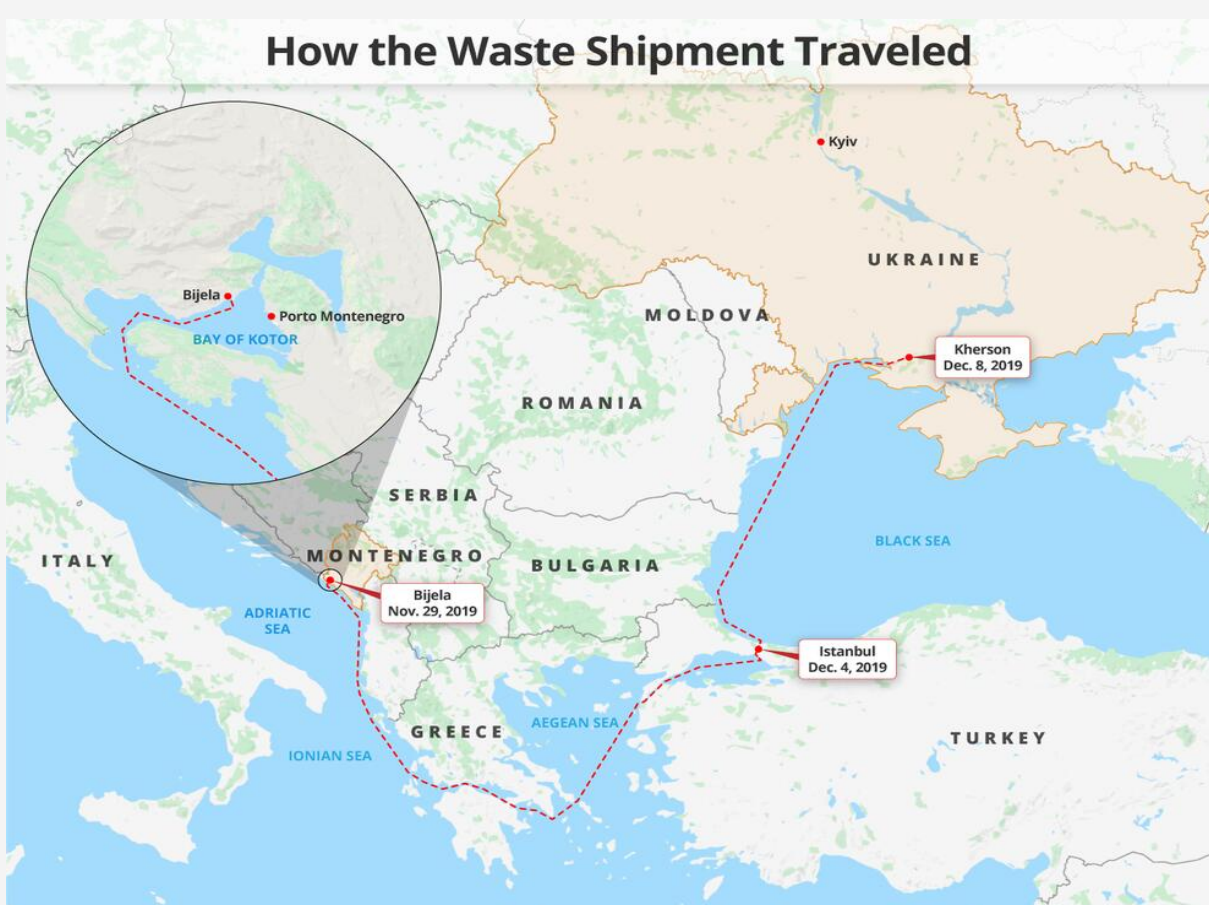 How the Waste Shipment Traveled
Kyiv
UKRAINE
Bijela
Porto Montenegro
BAY OF KOTOR
MOLDOVA
Kherson
Dec. 8, 2019
ROMANIA
SERBIA
BLACK SEA
ITALY
MONTENEGRO
BULGARIA
Bijela
Nov. 29, 2019
ADRIATIC
SEA
Istanbul
Dec. 4, 2019
AEGEAN SEA
GREECE
TURKEY
IONIAN SEA